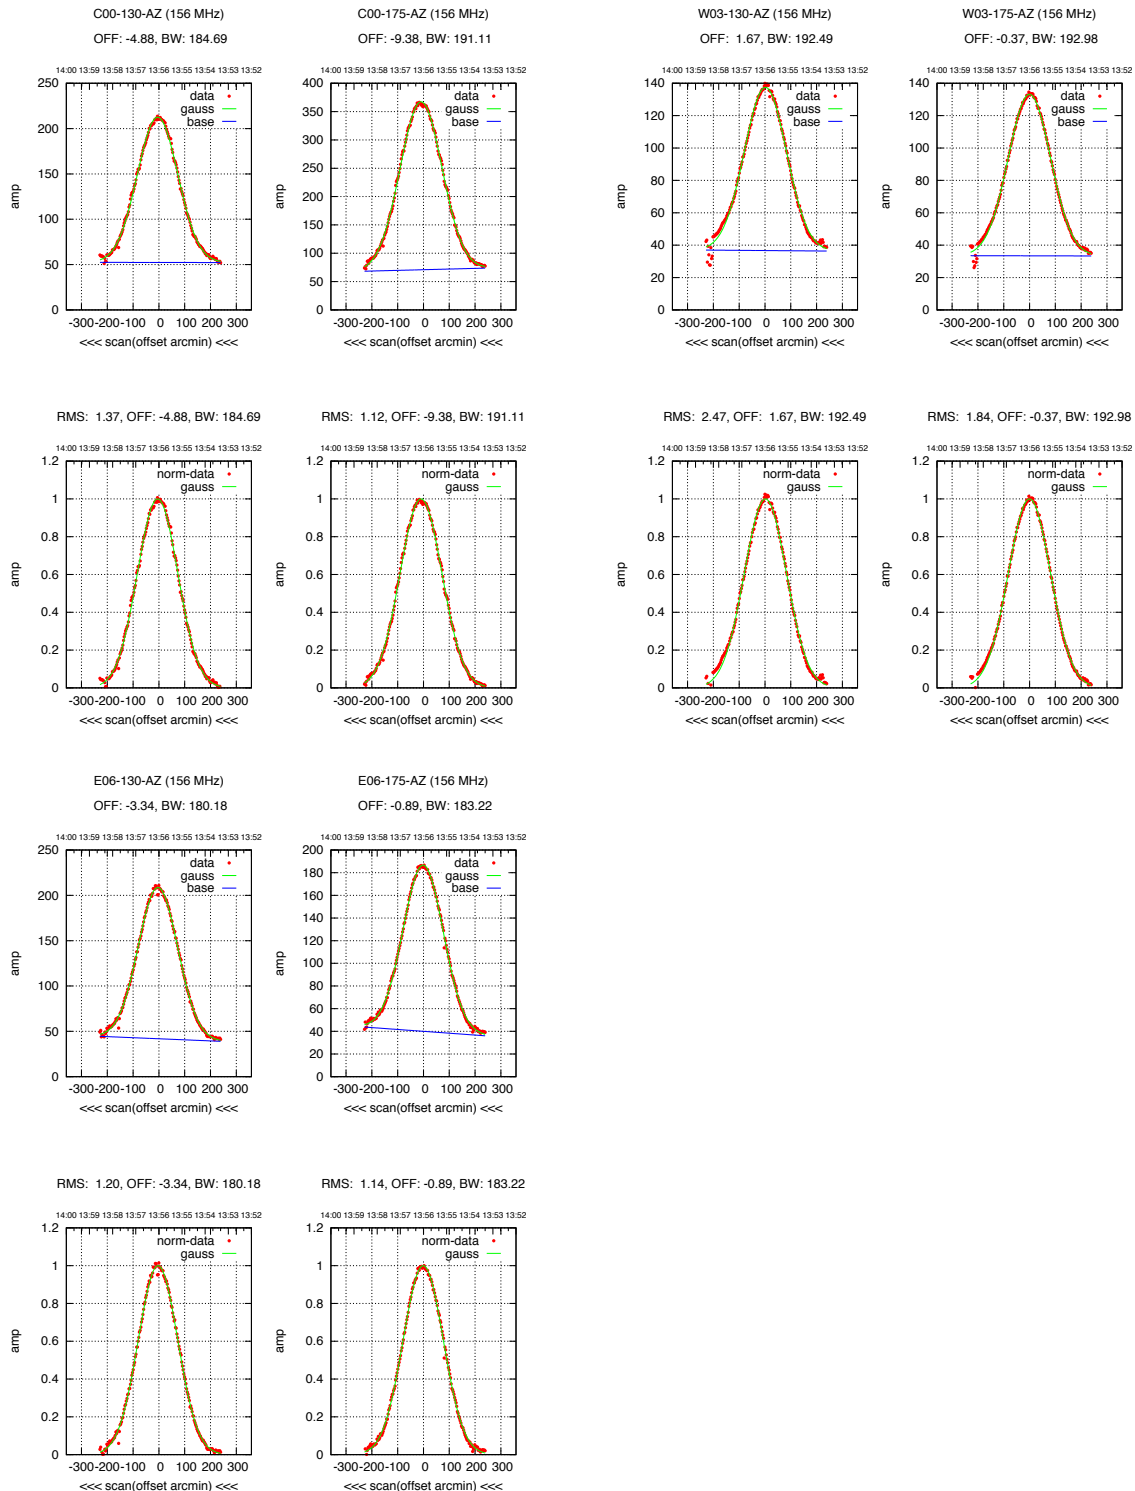 C00-130-AZ (156 MHz)
OFF: -4.88, BW: 184.69
14:00 13:59 13:58 13:57 13:56 13:55 13:54 13:53 13:52
data
gauss
base
250
200
150
100
50
0
amp
-300-200-100 0 100 200 300
<<< scan(offset arcmin) <<<
C00-175-AZ (156 MHz)
OFF: -9.38, BW: 191.11
14:00 13:59 13:58 13:57 13:56 13:55 13:54 13:53 13:52
data
gauss
base
400
350
300
250
200
150
100
50
0
amp
-300-200-100 0 100 200 300
<<< scan(offset arcmin) <<<
W03-130-AZ (156 MHz)
OFF: 1.67, BW: 192.49
14:00 13:59 13:58 13:57 13:56 13:55 13:54 13:53 13:52
data
gauss
base
140
120
100
80
60
40
20
0
amp
-300-200-100 0 100 200 300
<<< scan(offset arcmin) <<<
W03-175-AZ (156 MHz)
OFF: -0.37, BW: 192.98
14:00 13:59 13:58 13:57 13:56 13:55 13:54 13:53 13:52
data
gauss
base
140
120
100
80
60
40
20
0
amp
-300-200-100 0 100 200 300
<<< scan(offset arcmin) <<<
RMS: 1.37, OFF: -4.88, BW: 184.69
14:00 13:59 13:58 13:57 13:56 13:55 13:54 13:53 13:52
norm-data
gauss
1.2
1
0.8
0.6
0.4
0.2
0
amp
-300-200-100 0 100 200 300
<<< scan(offset arcmin) <<<
RMS: 1.12, OFF: -9.38, BW: 191.11
14:00 13:59 13:58 13:57 13:56 13:55 13:54 13:53 13:52
norm-data
gauss
1.2
1
0.8
0.6
0.4
0.2
0
amp
-300-200-100 0 100 200 300
<<< scan(offset arcmin) <<<
RMS: 2.47, OFF: 1.67, BW: 192.49
14:00 13:59 13:58 13:57 13:56 13:55 13:54 13:53 13:52
norm-data
gauss
1.2
1
0.8
0.6
0.4
0.2
0
amp
-300-200-100 0 100 200 300
<<< scan(offset arcmin) <<<
RMS: 1.84, OFF: -0.37, BW: 192.98
14:00 13:59 13:58 13:57 13:56 13:55 13:54 13:53 13:52
norm-data
gauss
1.2
1
0.8
0.6
0.4
0.2
0
amp
-300-200-100 0 100 200 300
<<< scan(offset arcmin) <<<
E06-130-AZ (156 MHz)
OFF: -3.34, BW: 180.18
14:00 13:59 13:58 13:57 13:56 13:55 13:54 13:53 13:52
data
gauss
base
250
200
150
100
50
0
amp
-300-200-100 0 100 200 300
<<< scan(offset arcmin) <<<
E06-175-AZ (156 MHz)
OFF: -0.89, BW: 183.22
14:00 13:59 13:58 13:57 13:56 13:55 13:54 13:53 13:52
data
gauss
base
200
180
160
140
120
100
80
60
40
20
0
amp
-300-200-100 0 100 200 300
<<< scan(offset arcmin) <<<
RMS: 1.20, OFF: -3.34, BW: 180.18
14:00 13:59 13:58 13:57 13:56 13:55 13:54 13:53 13:52
norm-data
gauss
1.2
1
0.8
0.6
0.4
0.2
0
amp
-300-200-100 0 100 200 300
<<< scan(offset arcmin) <<<
RMS: 1.14, OFF: -0.89, BW: 183.22
14:00 13:59 13:58 13:57 13:56 13:55 13:54 13:53 13:52
norm-data
gauss
1.2
1
0.8
0.6
0.4
0.2
0
amp
-300-200-100 0 100 200 300
<<< scan(offset arcmin) <<<